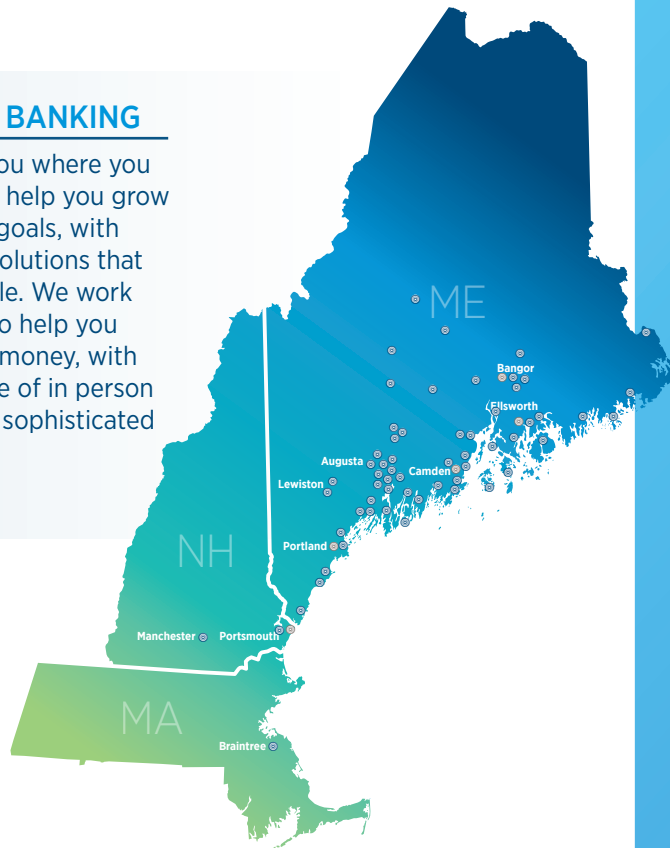 BANKING
ou where you
help you grow
goals, with
olutions that
le. We work
o help you
money, with
e of in person
sophisticated
ME
Bangor
Ellsworth
Augusta
Camden
Lewiston
NH
Portland
Manchester
Portsmouth
MA
Braintree